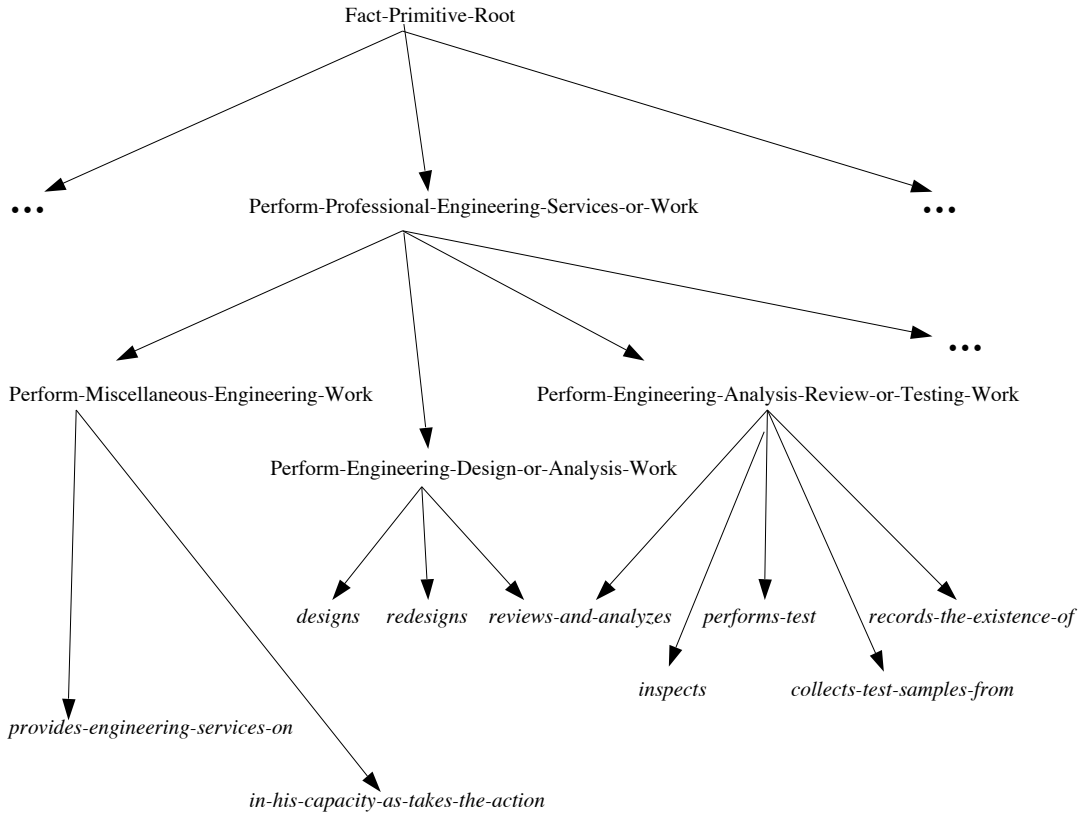 Fact-Primitive-Root
...
Perform-Professional-Engineering-Services-or-Work
...
...
Perform-Miscellaneous-Engineering-Work
Perform-Engineering-Analysis-Review-or-Testing-Work
Perform-Engineering-Design-or-Analysis-Work
designs
redesigns
reviews-and-analyzes
performs-test
records-the-existence-of
inspects
collects-test-samples-from
provides-engineering-services-on
in-his-capacity-as-takes-the-action